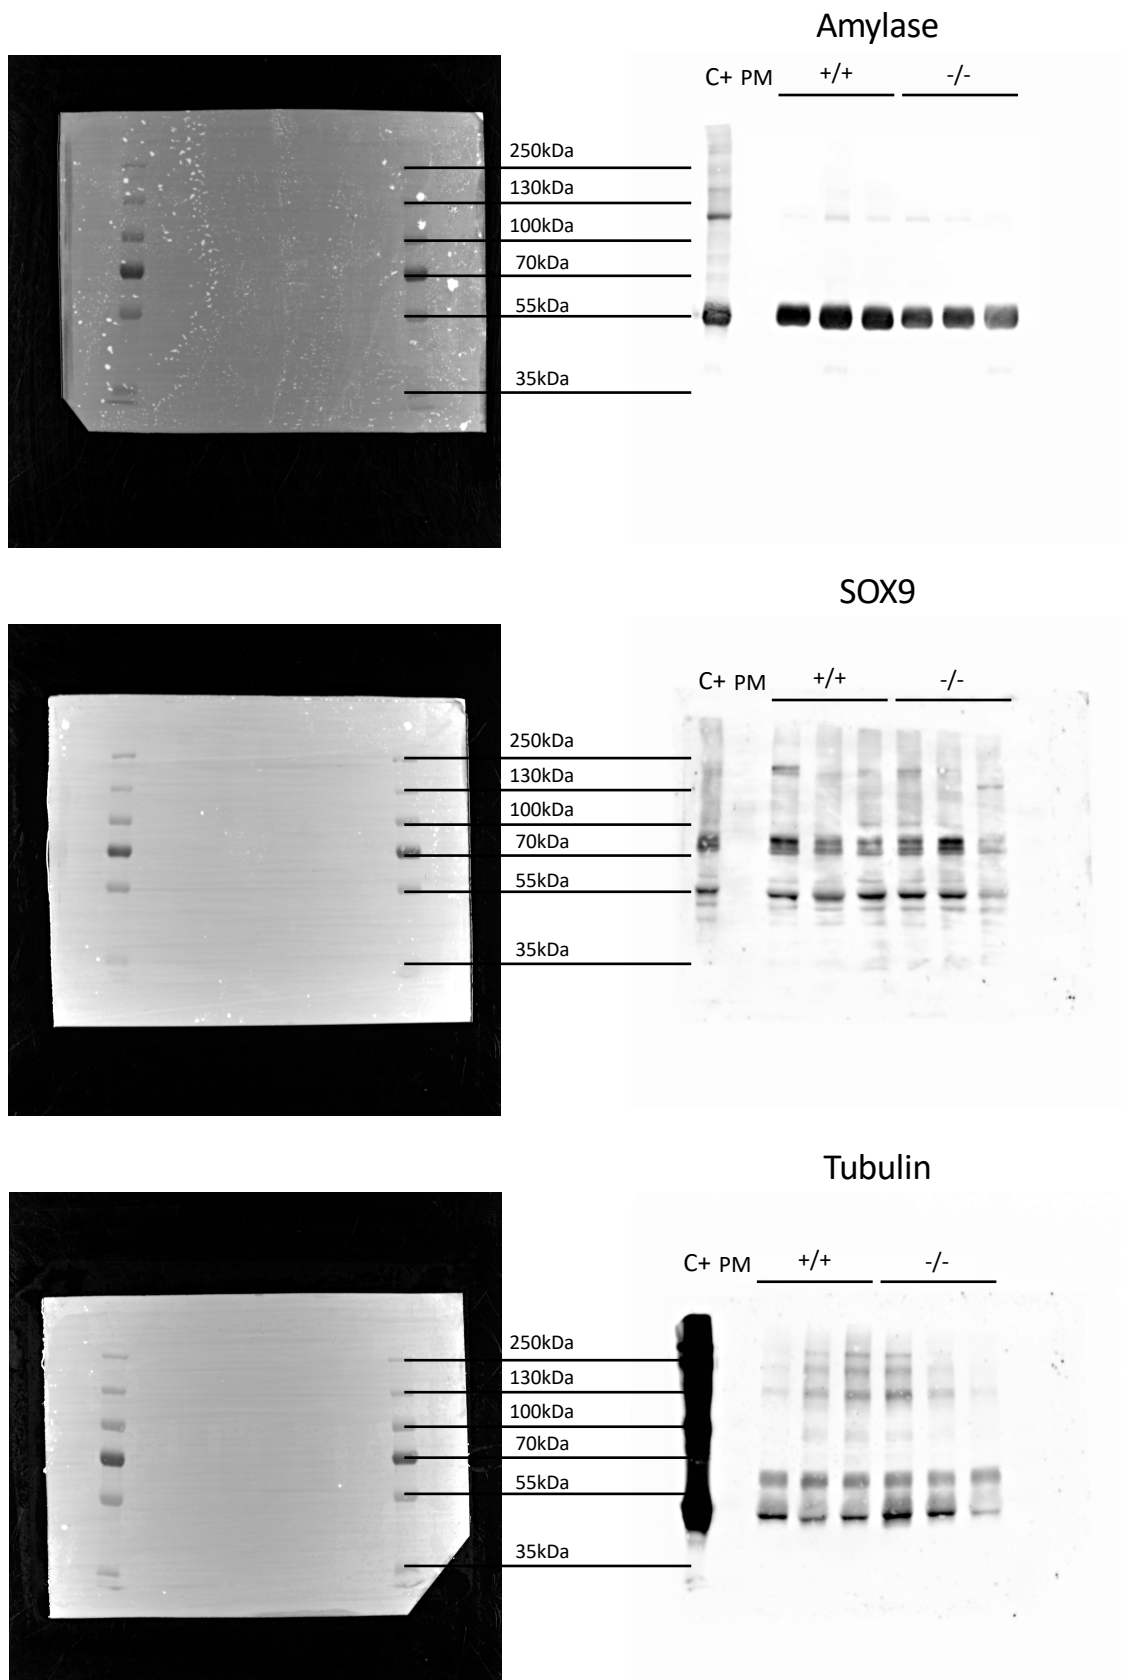 Amylase
C+ PM +/+ -/-
250kDa
130kDa
100kDa
70kDa
55kDa
35kDa
SOX9
C+ PM +/+ -/-
250kDa
130kDa
100kDa
70kDa
55kDa
35kDa
Tubulin
C+ PM +/+ -/-
250kDa
130kDa
100kDa
70kDa
55kDa
35kDa